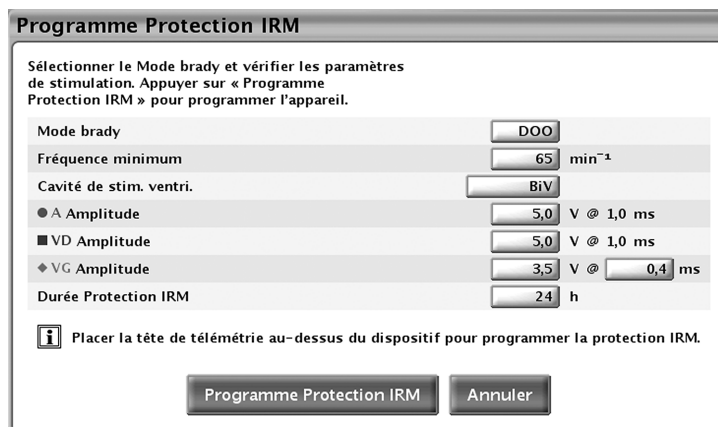 Programme Protection IRM
Sélectionner le Mode brady et vérifier les paramètres
de stimulation. Appuyer sur « Programme
Protection IRM » pour programmer l'appareil.
Mode brady DOO
Fréquence minimum 65 min⁻¹
Cavité de stim. ventri. BiV
A Amplitude 5,0 V @ 1,0 ms
VD Amplitude 5,0 V @ 1,0 ms
VG Amplitude 3,5 V @ 0,4 ms
Durée Protection IRM 24 h
i Placer la tête de télémétrie au-dessus du dispositif pour programmer la protection IRM.
Programme Protection IRM Annuler